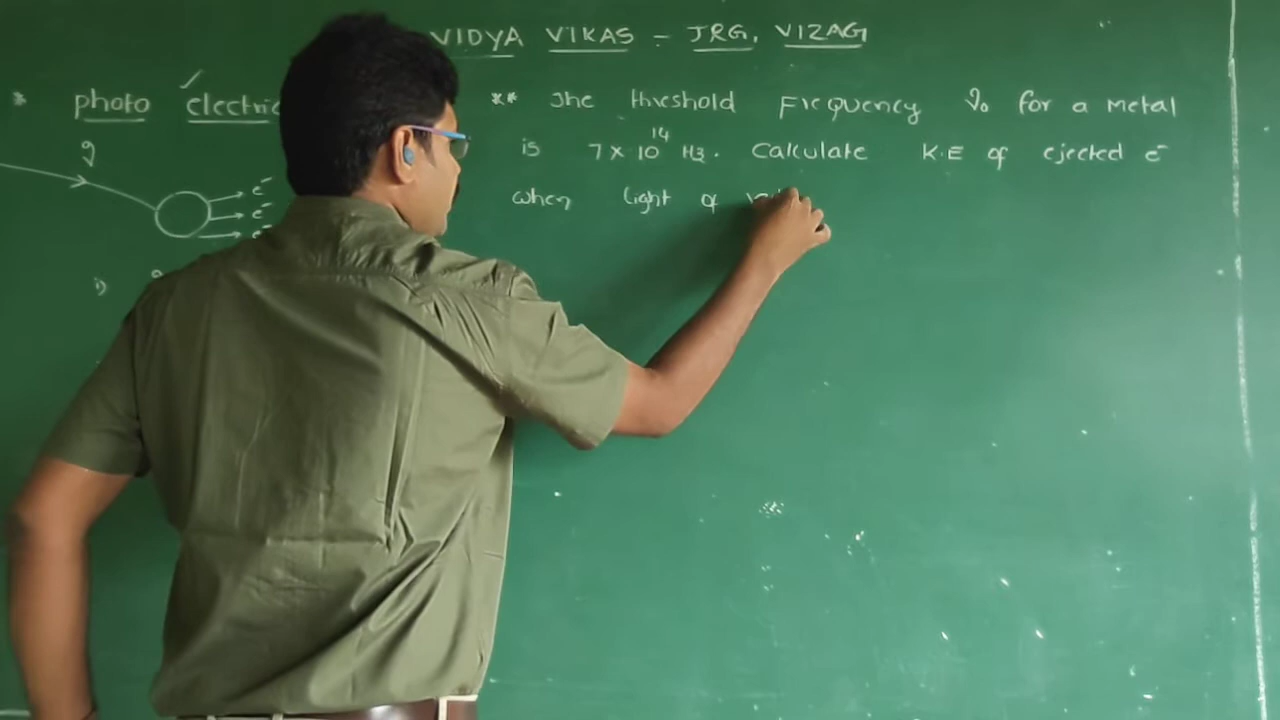 VIDYA VIKAS - JRG, VIZAG
* photo electric
** The threshold Frequency ν₀ for a metal
is 7 x 10¹⁴ Hz. Calculate K.E of ejected e⁻
when light of
ν
e⁻
e⁻
e⁻
i)